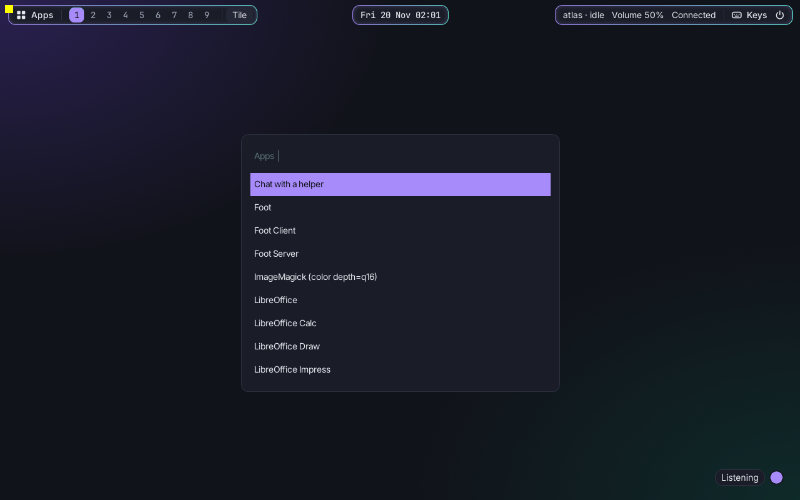 Apps 1 2 3 4 5 6 7 8 9 Tile
Fri 20 Nov 02:01
atlas · idle Volume 50% Connected Keys
Apps
Chat with a helper
Foot
Foot Client
Foot Server
ImageMagick (color depth=q16)
LibreOffice
LibreOffice Calc
LibreOffice Draw
LibreOffice Impress
Listening